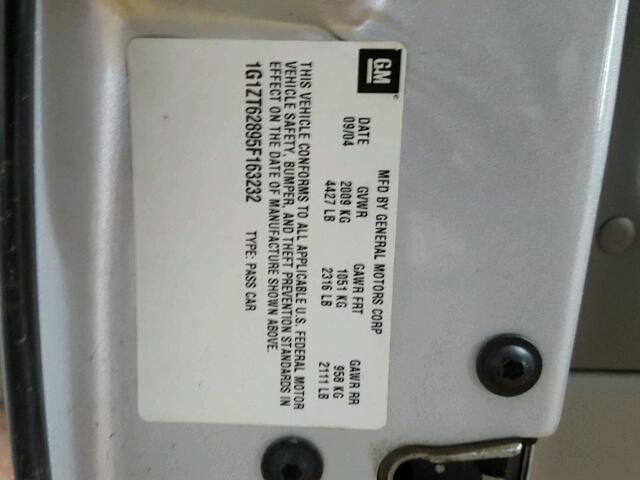 GM
MFD BY GENERAL MOTORS CORP
DATE GVWR GAWR FRT GAWR RR
09/04 2009 KG 1051 KG 958 KG
4427 LB 2316 LB 2111 LB
THIS VEHICLE CONFORMS TO ALL APPLICABLE U.S. FEDERAL MOTOR
VEHICLE SAFETY, BUMPER, AND THEFT PREVENTION STANDARDS IN
EFFECT ON THE DATE OF MANUFACTURE SHOWN ABOVE.
1G1ZT62895F163232 TYPE: PASS CAR